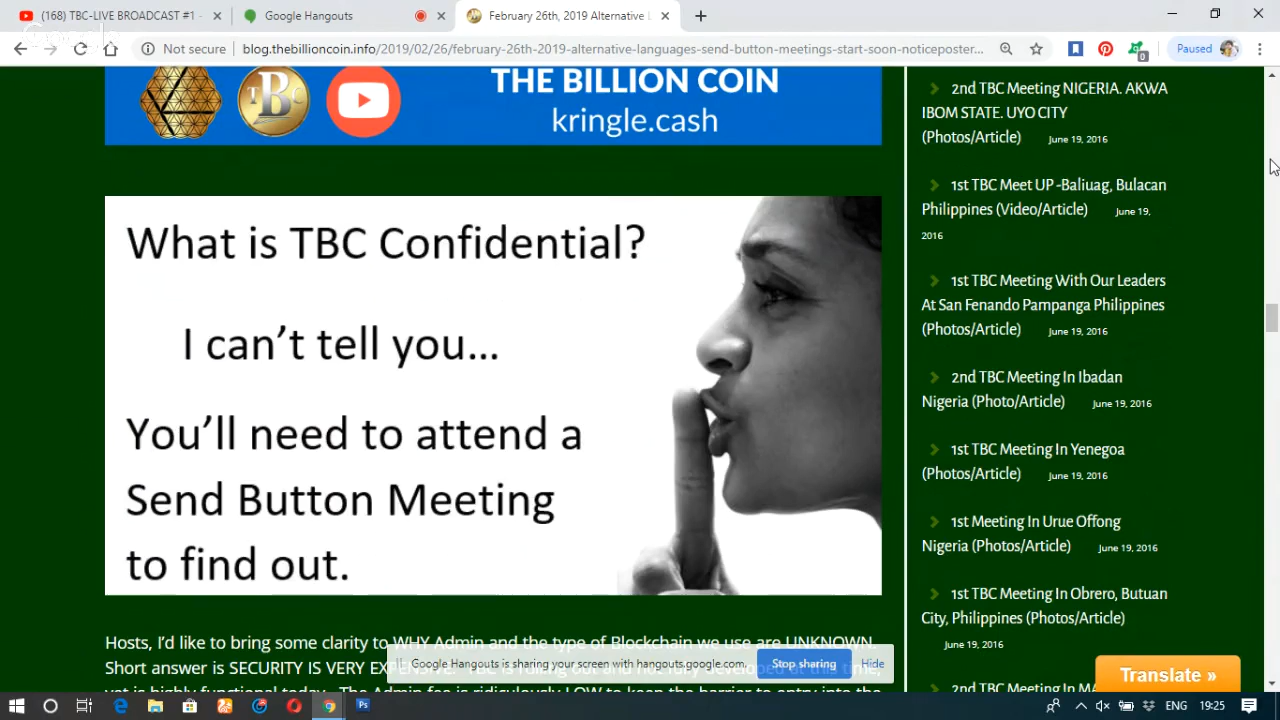 (168) TBC-LIVE BROADCAST #1 -
Google Hangouts
February 26th, 2019 Alternative L
Not secure
blog.thebillioncoin.info/2019/02/26/february-26th-2019-alternative-languages-send-button-meetings-start-soon-noticeposter...
0
Paused
TBC
THE BILLION COIN
kringle.cash
What is TBC Confidential?
I can't tell you...
You'll need to attend a
Send Button Meeting
to find out.
Hosts, I'd like to bring some clarity to WHY Admin and the type of Blockchain we use are UNKNOWN.
Short answer is SECURITY IS VERY EXPENSIVE.
Google Hangouts is sharing your screen with hangouts.google.com.
Stop sharing
Hide
2nd TBC Meeting NIGERIA. AKWA
IBOM STATE. UYO CITY
(Photos/Article) June 19, 2016
1st TBC Meet UP -Baliuag, Bulacan
Philippines (Video/Article) June 19,
2016
1st TBC Meeting With Our Leaders
At San Fenando Pampanga Philippines
(Photos/Article) June 19, 2016
2nd TBC Meeting In Ibadan
Nigeria (Photo/Article) June 19, 2016
1st TBC Meeting In Yenegoa
(Photos/Article) June 19, 2016
1st Meeting In Urue Offong
Nigeria (Photos/Article) June 19, 2016
1st TBC Meeting In Obrero, Butuan
City, Philippines (Photos/Article)
June 19, 2016
2nd TBC Meeting In
Translate »
ENG
19:25